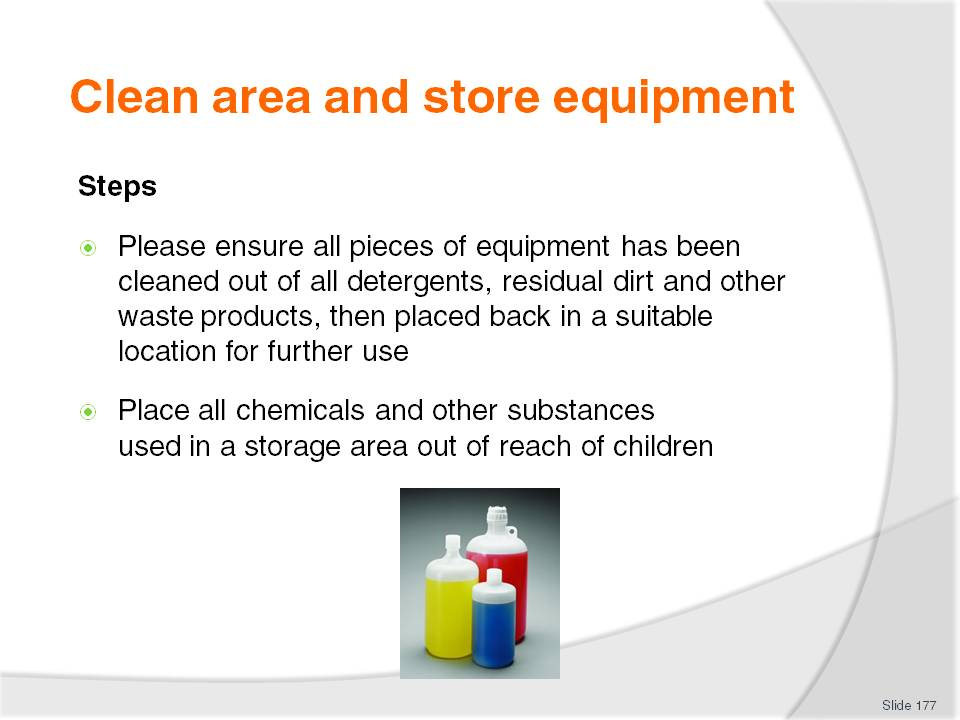 Clean area and store equipment
Steps
Please ensure all pieces of equipment has been
cleaned out of all detergents, residual dirt and other
waste products, then placed back in a suitable
location for further use
Place all chemicals and other substances
used in a storage area out of reach of children
Slide 177